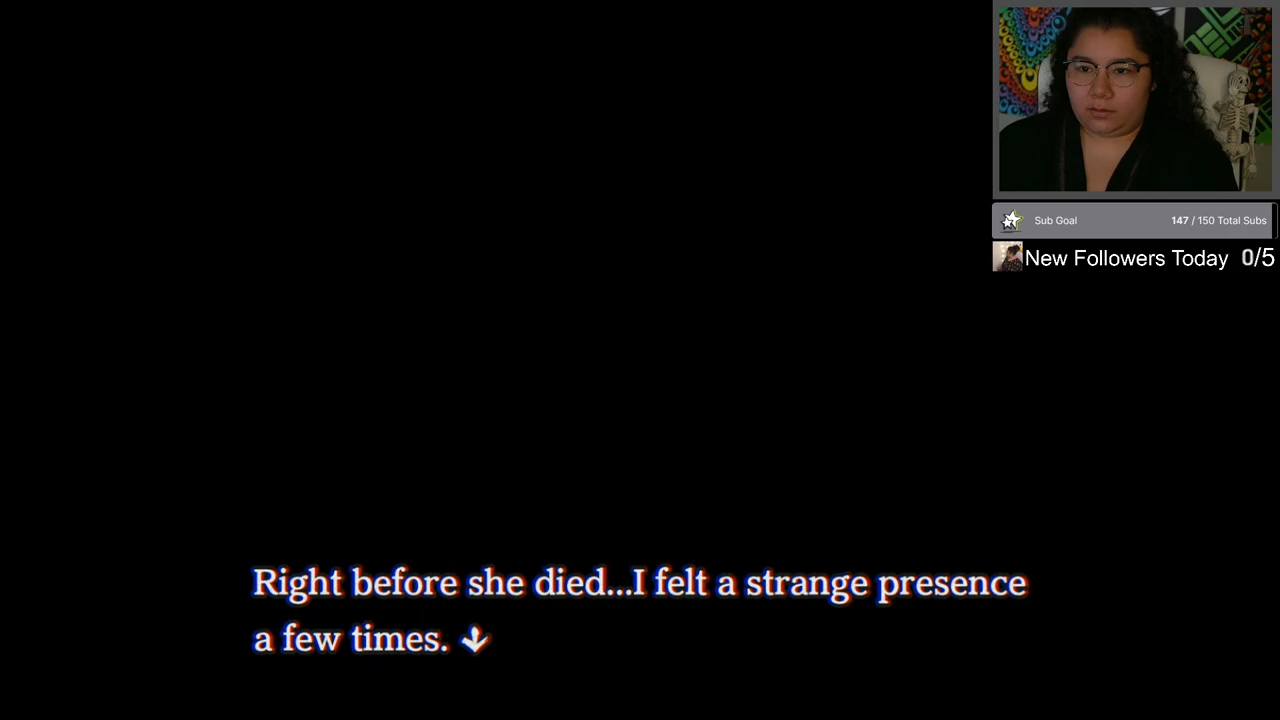 Sub Goal
147 / 150 Total Subs
New Followers Today 0/5
Right before she died...I felt a strange presence
a few times.